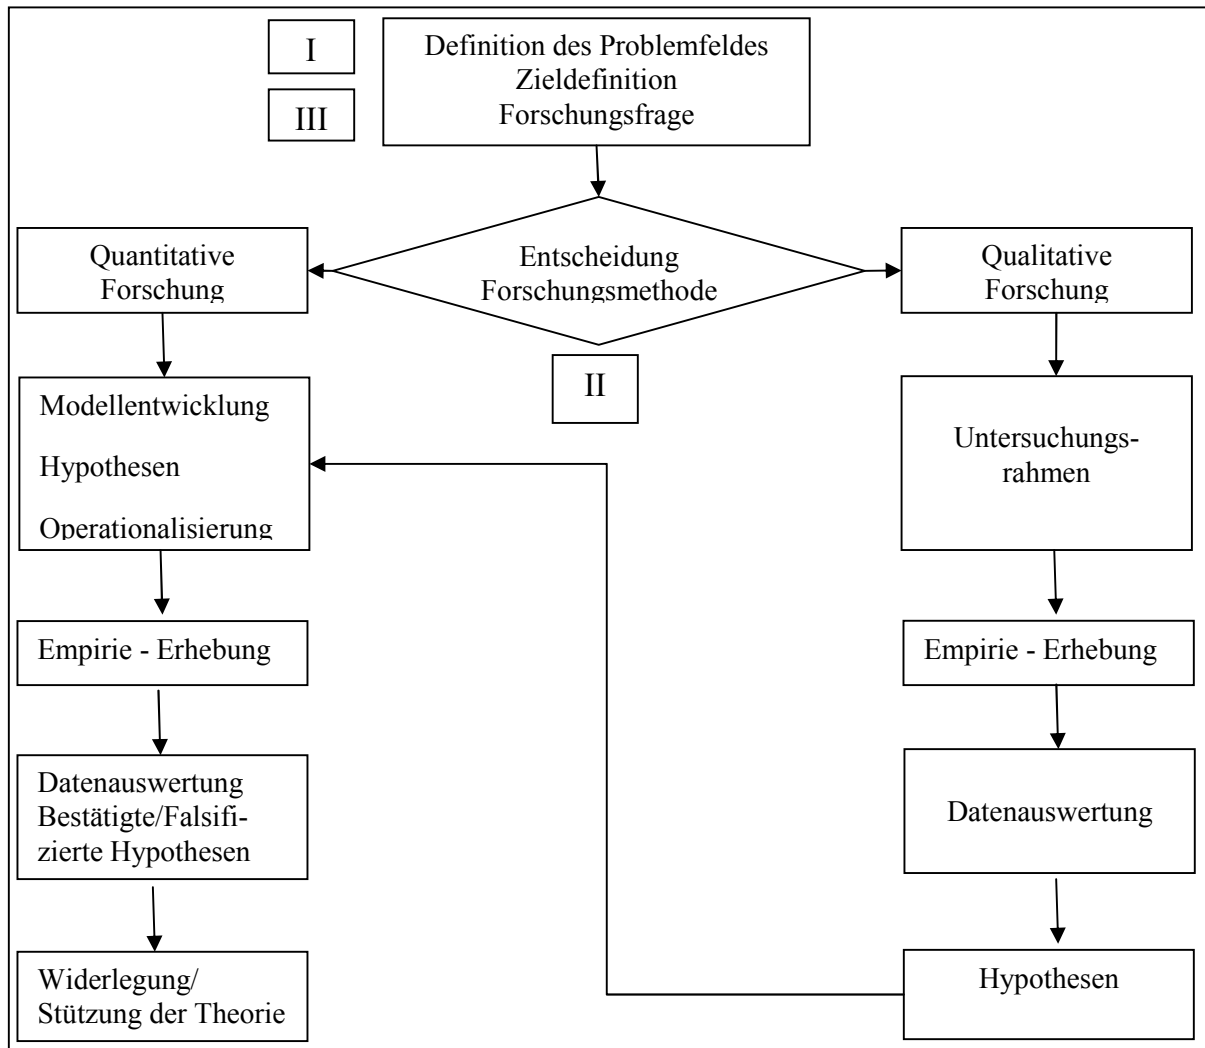 I
III
Definition des Problemfeldes
Zieldefinition
Forschungsfrage
Entscheidung
Forschungsmethode
II
Quantitative
Forschung
Modellentwicklung
Hypothesen
Operationalisierung
Empirie - Erhebung
Datenauswertung
Bestätigte/Falsifi-
zierte Hypothesen
Widerlegung/
Stützung der Theorie
Qualitative
Forschung
Untersuchungs-
rahmen
Empirie - Erhebung
Datenauswertung
Hypothesen